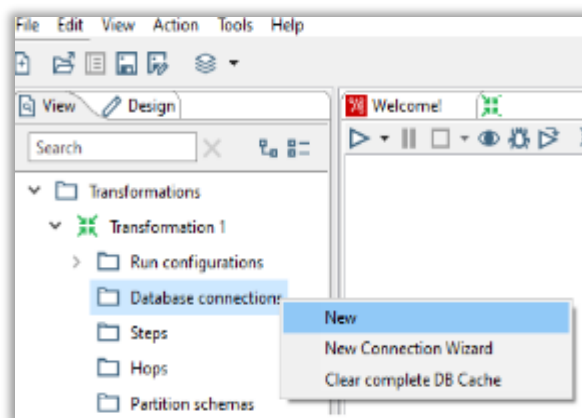 File Edit View Action Tools Help
View Design
Welcome!
Search
Transformations
Transformation 1
Run configurations
Database connections
New
Steps
New Connection Wizard
Hops
Clear complete DB Cache
Partition schemas